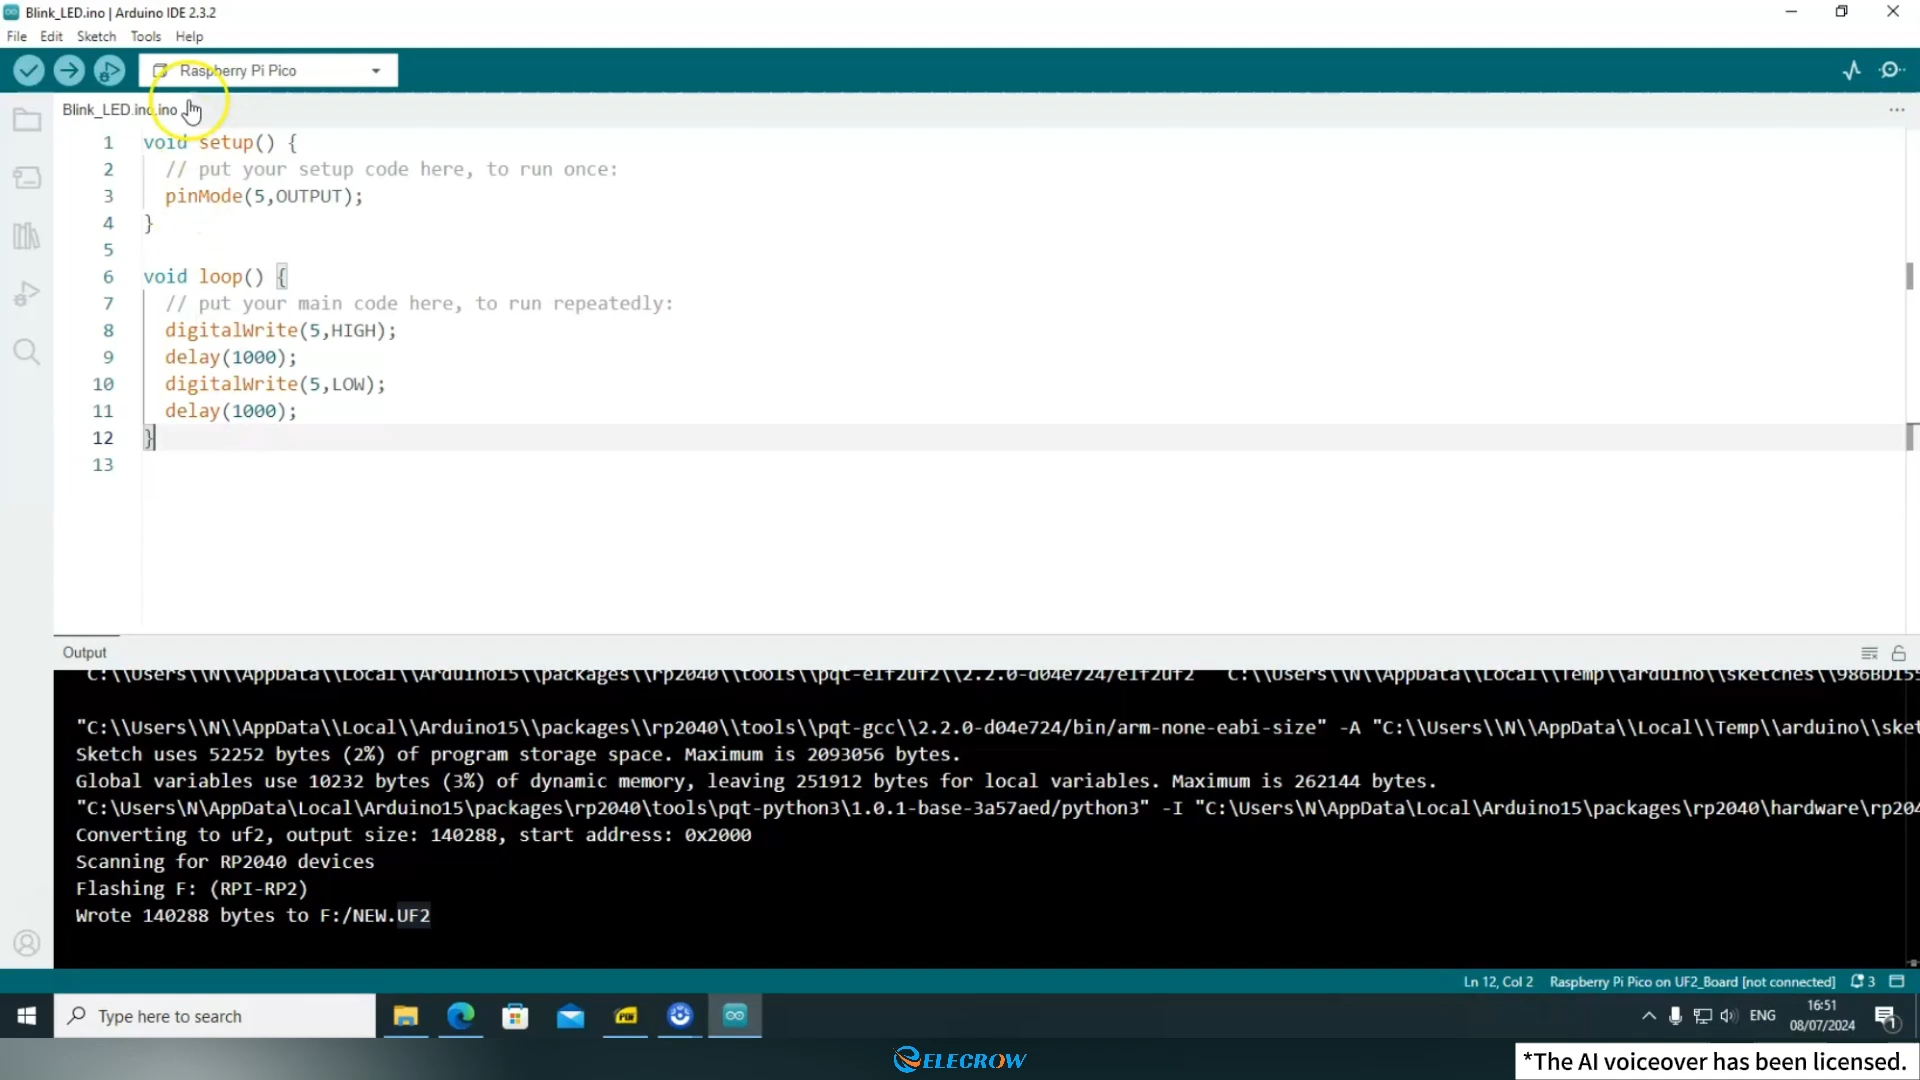 Blink_LED.ino | Arduino IDE 2.3.2
File Edit Sketch Tools Help
Raspberry Pi Pico
Blink_LED.ino.ino
1 void setup() {
2 // put your setup code here, to run once:
3 pinMode(5,OUTPUT);
4 }
5
6 void loop() {
7 // put your main code here, to run repeatedly:
8 digitalWrite(5,HIGH);
9 delay(1000);
10 digitalWrite(5,LOW);
11 delay(1000);
12 }
13
Output
"C:\\Users\\N\\AppData\\Local\\Arduino15\\packages\\rp2040\\tools\\pqt-elf2uf2\\2.2.0-d04e724/elf2uf2" "C:\\Users\\N\\AppData\\Local\\Temp\\arduino\\sketches\\986BD155
"C:\\Users\\N\\AppData\\Local\\Arduino15\\packages\\rp2040\\tools\\pqt-gcc\\2.2.0-d04e724/bin/arm-none-eabi-size" -A "C:\\Users\\N\\AppData\\Local\\Temp\\arduino\\sket
Sketch uses 52252 bytes (2%) of program storage space. Maximum is 2093056 bytes.
Global variables use 10232 bytes (3%) of dynamic memory, leaving 251912 bytes for local variables. Maximum is 262144 bytes.
"C:\Users\N\AppData\Local\Arduino15\packages\rp2040\tools\pqt-python3\1.0.1-base-3a57aed/python3" -I "C:\Users\N\AppData\Local\Arduino15\packages\rp2040\hardware\rp204
Converting to uf2, output size: 140288, start address: 0x2000
Scanning for RP2040 devices
Flashing F: (RPI-RP2)
Wrote 140288 bytes to F:/NEW.UF2
Ln 12, Col 2 Raspberry Pi Pico on UF2_Board [not connected] 3
Type here to search
PDF
ENG
16:51
08/07/2024
1
ELECROW
*The AI voiceover has been licensed.